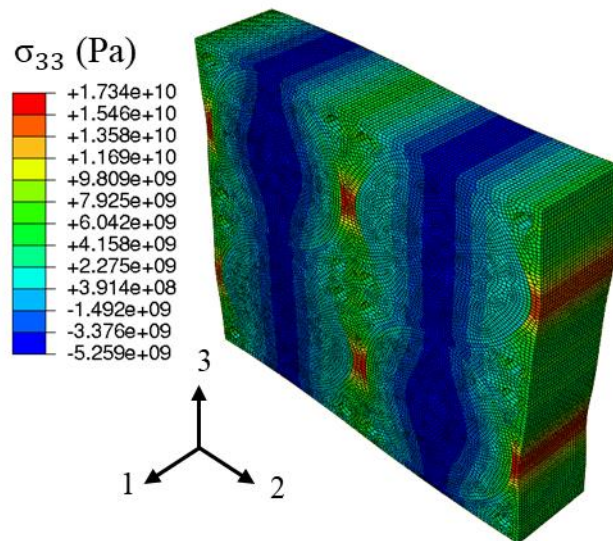 σ33 (Pa)
+1.734e+10
+1.546e+10
+1.358e+10
+1.169e+10
+9.809e+09
+7.925e+09
+6.042e+09
+4.158e+09
+2.275e+09
+3.914e+08
-1.492e+09
-3.376e+09
-5.259e+09
3
1
2